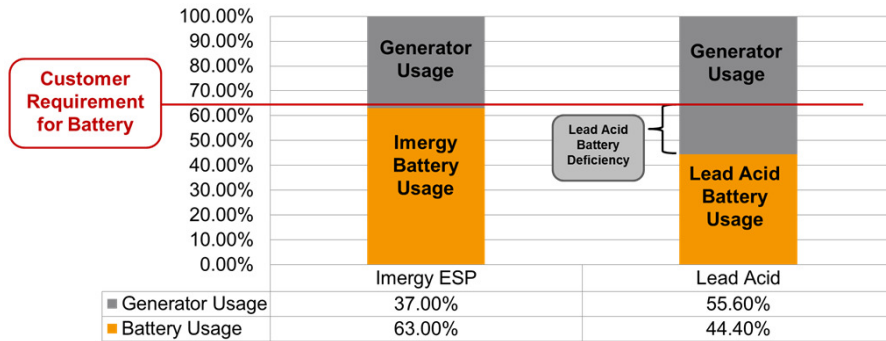 100.00%
90.00%
80.00%
70.00%
60.00%
50.00%
40.00%
30.00%
20.00%
10.00%
0.00%
Customer
Requirement
for Battery
Generator
Usage
Imergy
Battery
Usage
Lead Acid
Battery
Deficiency
Generator
Usage
Lead Acid
Battery
Usage
Imergy ESP Lead Acid
Generator Usage 37.00% 55.60%
Battery Usage 63.00% 44.40%